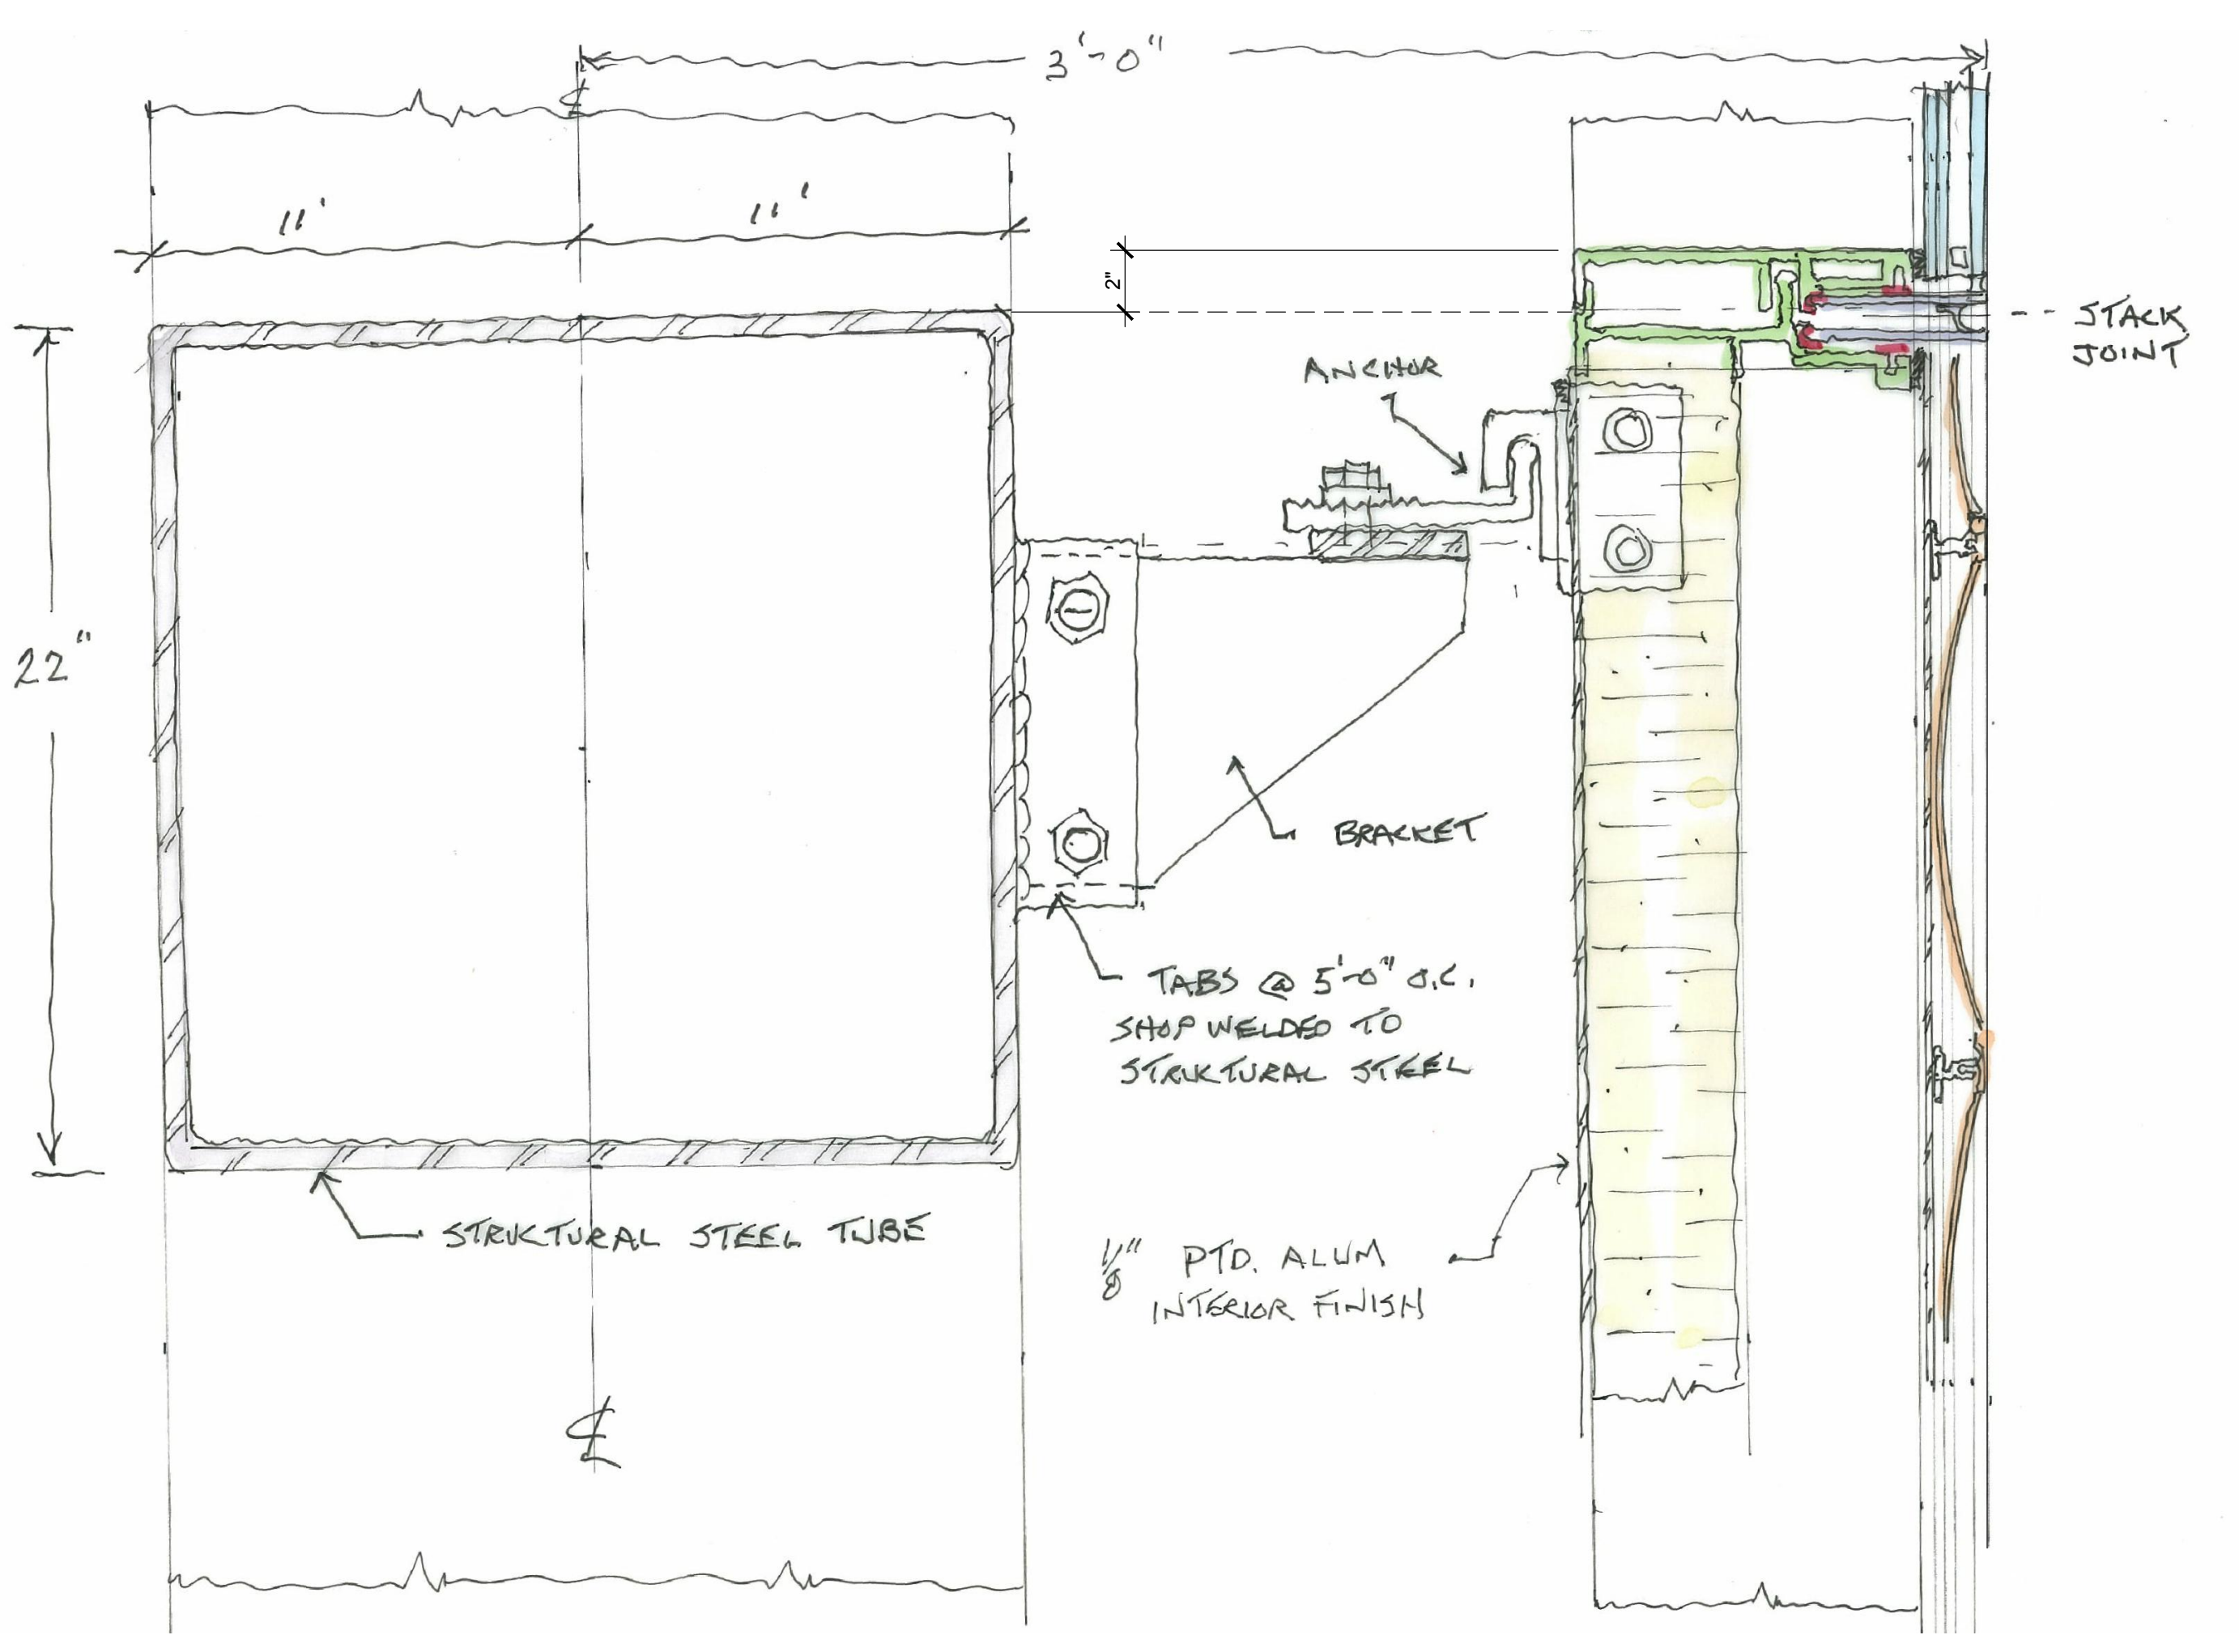 3'-0"
℄
11'
11'
2"
STACK
JOINT
ANCHOR
22"
BRACKET
TABS @ 5'-0" O.C.
SHOP WELDED TO
STRUCTURAL STEEL
STRUCTURAL STEEL TUBE
1/8" PTD. ALUM
INTERIOR FINISH
℄